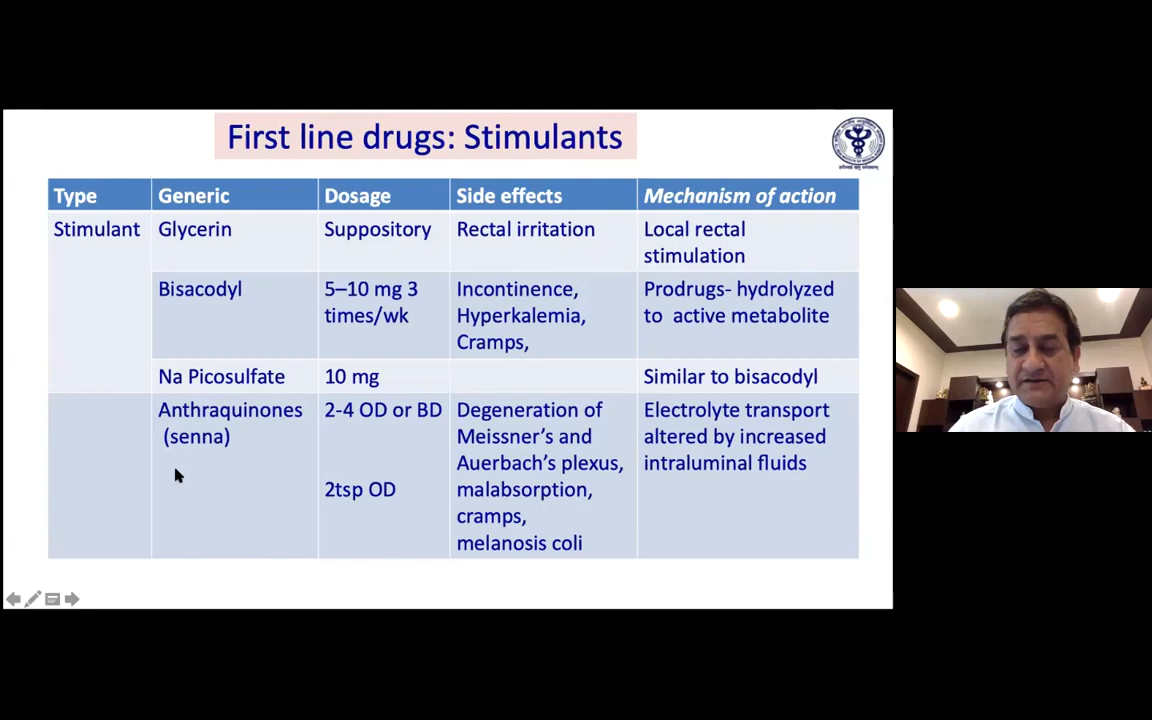 First line drugs: Stimulants
Type Generic Dosage Side effects Mechanism of action
Stimulant Glycerin Suppository Rectal irritation Local rectal
stimulation
Bisacodyl 5–10 mg 3 Incontinence, Prodrugs- hydrolyzed
times/wk Hyperkalemia, to active metabolite
Cramps,
Na Picosulfate 10 mg Similar to bisacodyl
Anthraquinones 2-4 OD or BD Degeneration of Electrolyte transport
(senna) Meissner’s and altered by increased
Auerbach’s plexus, intraluminal fluids
2tsp OD malabsorption,
cramps,
melanosis coli